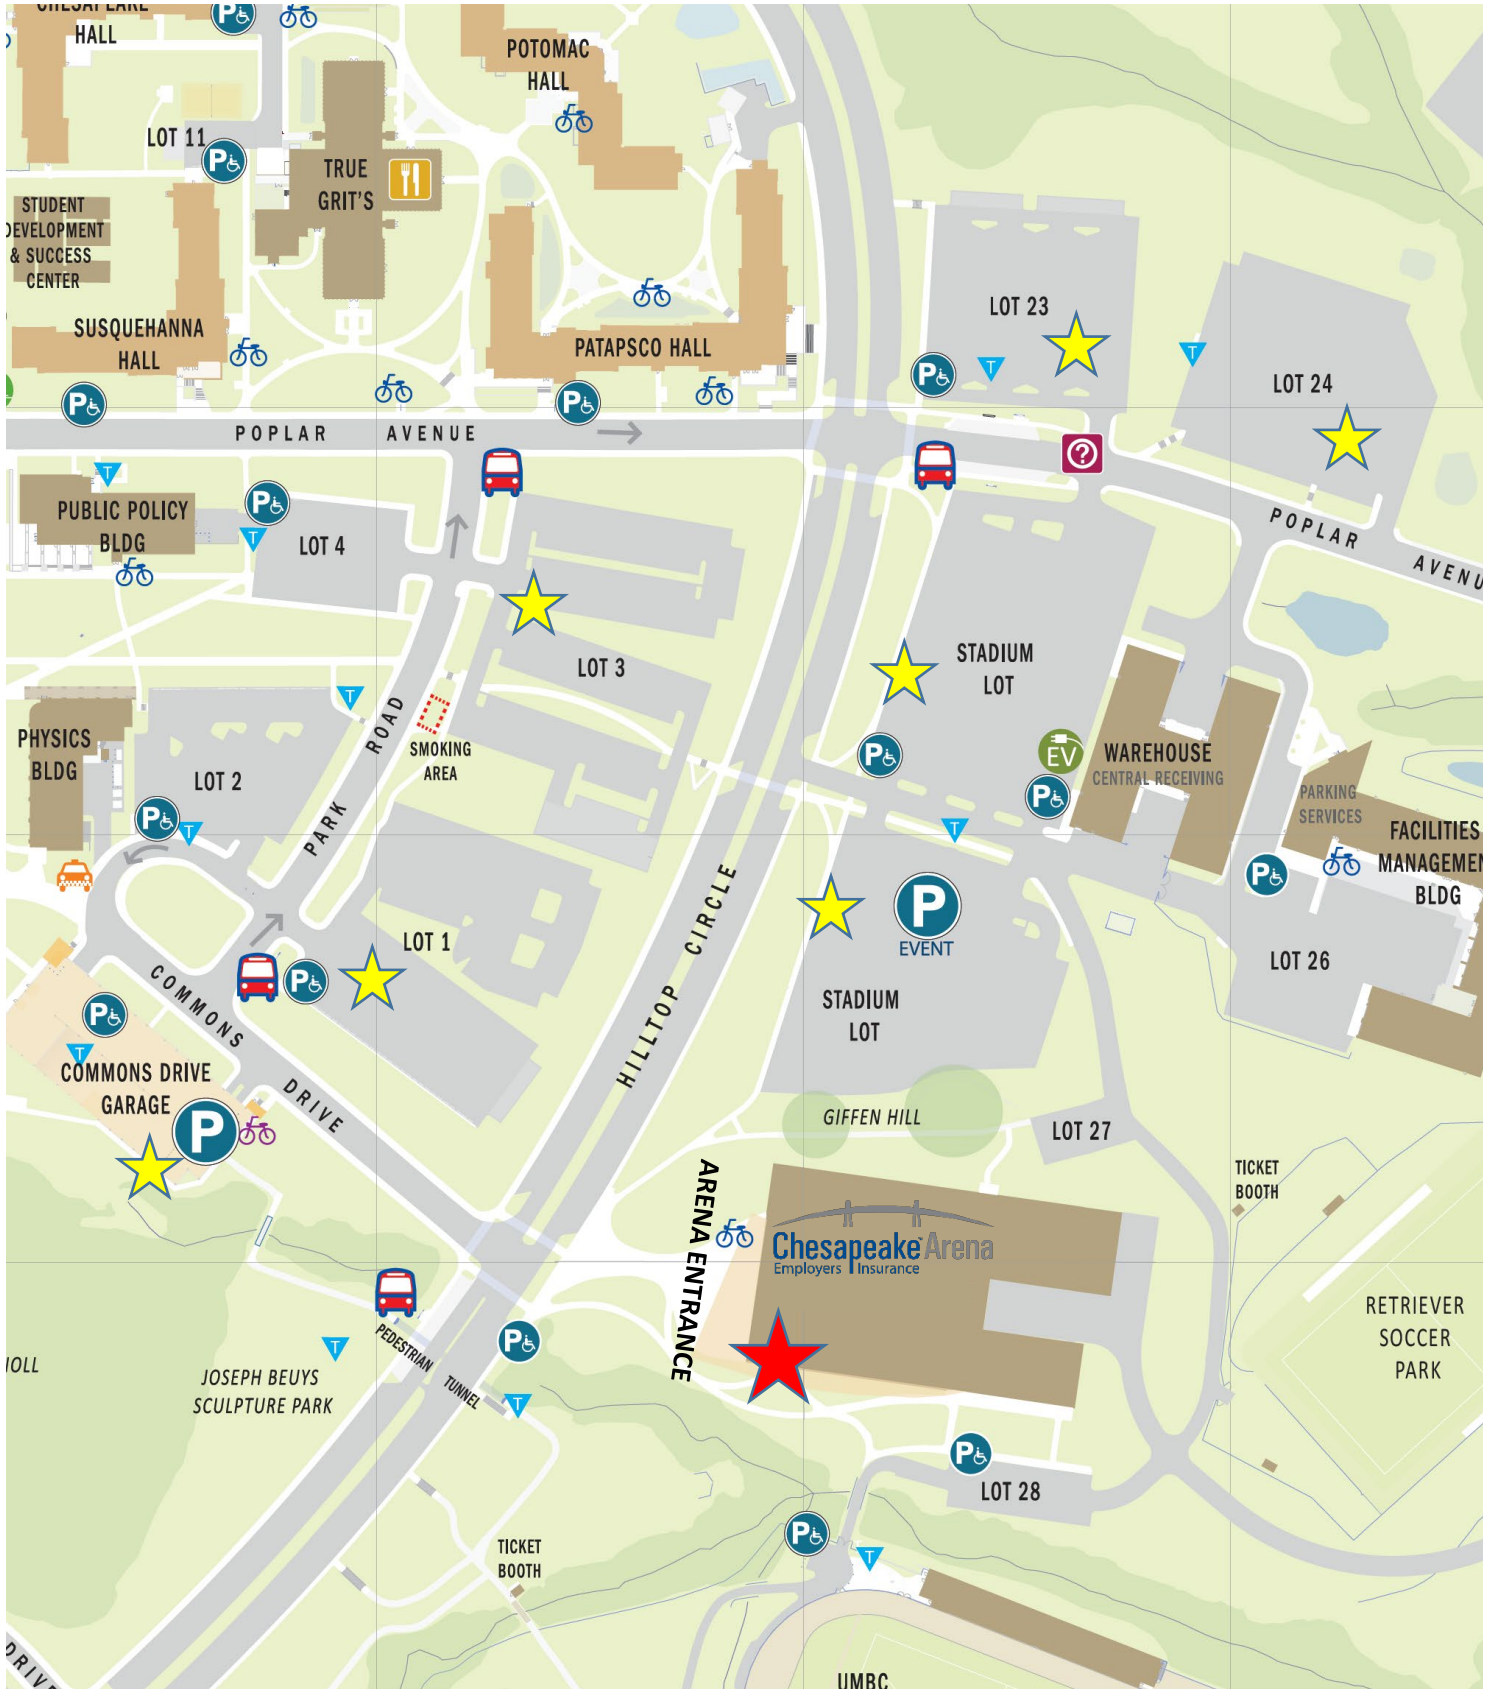 CHESAPEAKE
HALL
P
POTOMAC
HALL
LOT 11
P
TRUE
GRIT'S
STUDENT
DEVELOPMENT
& SUCCESS
CENTER
SUSQUEHANNA
HALL
PATAPSCO HALL
LOT 23
T
T
P
LOT 24
P
P
POPLAR AVENUE
?
T
PUBLIC POLICY
BLDG
P
T
LOT 4
POPLAR AVENU
LOT 3
STADIUM
LOT
T
PARK ROAD
SMOKING
AREA
PHYSICS
BLDG
LOT 2
P
T
P
EV
P
WAREHOUSE
CENTRAL RECEIVING
T
PARKING
SERVICES
FACILITIES
MANAGEMEN
BLDG
P
P
EVENT
LOT 1
P
HILLTOP CIRCLE
LOT 26
STADIUM
LOT
COMMONS DRIVE
P
T
COMMONS DRIVE
GARAGE
P
GIFFEN HILL
LOT 27
TICKET
BOOTH
ARENA ENTRANCE
Chesapeake Arena
Employers Insurance
RETRIEVER
SOCCER
PARK
PEDESTRIAN
TUNNEL
P
T
T
JOSEPH BEUYS
SCULPTURE PARK
OLL
P
LOT 28
P
T
TICKET
BOOTH
DRIVE
UMBC